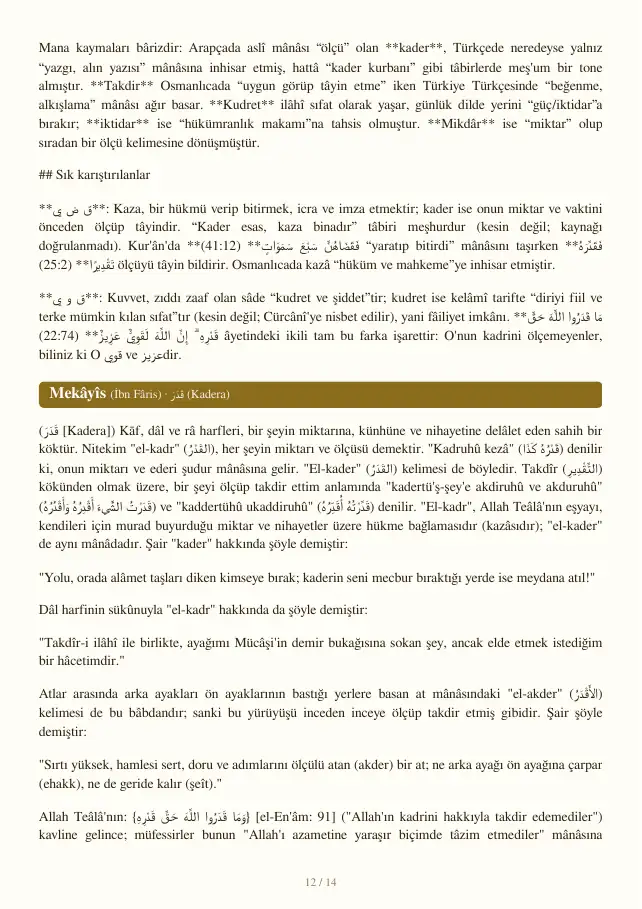 Mana kaymaları bârizdir: Arapçada aslî mânâsı “ölçü” olan **kader**, Türkçede neredeyse yalnız
“yazgı, alın yazısı” mânâsına inhisar etmiş, hattâ “kader kurbanı” gibi tâbirlerde meş'um bir tone
almıştır. **Takdir** Osmanlıcada “uygun görüp tâyin etme” iken Türkiye Türkçesinde “beğenme,
alkışlama” mânâsı ağır basar. **Kudret** ilâhî sıfat olarak yaşar, günlük dilde yerini “güç/iktidar”a
bırakır; **iktidar** ise “hükümranlık makamı”na tahsis olmuştur. **Mikdâr** ise “miktar” olup
sıradan bir ölçü kelimesine dönüşmüştür.
## Sık karıştırılanlar
**ق ض ي**: Kaza, bir hükmü verip bitirmek, icra ve imza etmektir; kader ise onun miktar ve vaktini
önceden ölçüp tâyindir. “Kader esas, kaza binadır” tâbiri meşhurdur (kesin değil; kaynağı
doğrulanmadı). Kur'ân'da **(41:12) **فَقَضَاهُنَّ سَبْعَ سَمَوَاتٍ “yaratıp bitirdi” mânâsını taşırken **فَقَدَّرَهُ
(25:2) **تَقْدِيرًا ölçüyü tâyin bildirir. Osmanlıcada kazâ “hüküm ve mahkeme”ye inhisar etmiştir.
**ق و ي**: Kuvvet, zıddı zaaf olan sâde “kudret ve şiddet”tir; kudret ise kelâmî tarifte “diriyi fiil ve
terke mümkin kılan sıfat”tır (kesin değil; Cürcânî'ye nisbet edilir), yani fâiliyet imkânı. **مَا قَدَرُوا اللَّهَ حَقَّ
(22:74) **قَدْرِهِ ۗ إِنَّ اللَّهَ لَقَوِيٌّ عَزِيزٌ âyetindeki ikili tam bu farka işarettir: O'nun kadrini ölçemeyenler,
biliniz ki O قوي ve عزيزdir.
Mekâyîs (İbn Fâris) · قدر (Kadera)
(قَدَرَ [Kadera]) Kâf, dâl ve râ harfleri, bir şeyin miktarına, künhüne ve nihayetine delâlet eden sahih bir
köktür. Nitekim "el-kadr" (القَدْرُ), her şeyin miktarı ve ölçüsü demektir. "Kadruhû kezâ" (قَدْرُهُ كَذَا) denilir
ki, onun miktarı ve ederi şudur mânâsına gelir. "El-kader" (القَدَرُ) kelimesi de böyledir. Takdîr (التَّقْدِيرِ)
kökünden olmak üzere, bir şeyi ölçüp takdir ettim anlamında "kadertü'ş-şey'e akdiruhû ve akduruhû"
(قَدَرْتُ الشَّيءَ أَقْدِرُهُ وَأَقْدُرُهُ) ve "kaddertühû ukaddiruhû" (قَدَّرْتُهُ أُقَدِّرُهُ) denilir. "El-kadr", Allah Teâlâ'nın eşyayı,
kendileri için murad buyurduğu miktar ve nihayetler üzere hükme bağlamasıdır (kazâsıdır); "el-kader"
de aynı mânâdadır. Şair "kader" hakkında şöyle demiştir:
"Yolu, orada alâmet taşları diken kimseye bırak; kaderin seni mecbur bıraktığı yerde ise meydana atıl!"
Dâl harfinin sükûnuyla "el-kadr" hakkında da şöyle demiştir:
"Takdîr-i ilâhî ile birlikte, ayağımı Mücâşi'in demir bukağısına sokan şey, ancak elde etmek istediğim
bir hâcetimdir."
Atlar arasında arka ayakları ön ayaklarının bastığı yerlere basan at mânâsındaki "el-akder" (الأَقْدَرُ)
kelimesi de bu bâbdandır; sanki bu yürüyüşü inceden inceye ölçüp takdir etmiş gibidir. Şair şöyle
demiştir:
"Sırtı yüksek, hamlesi sert, doru ve adımlarını ölçülü atan (akder) bir at; ne arka ayağı ön ayağına çarpar
(ehakk), ne de geride kalır (şeît)."
Allah Teâlâ'nın: {وَمَا قَدَرُوا اللَّهَ حَقَّ قَدْرِهِ} [el-En'âm: 91] ("Allah'ın kadrini hakkıyla takdir edemediler")
kavline gelince; müfessirler bunun "Allah'ı azametine yaraşır biçimde tâzim etmediler" mânâsına
12 / 14